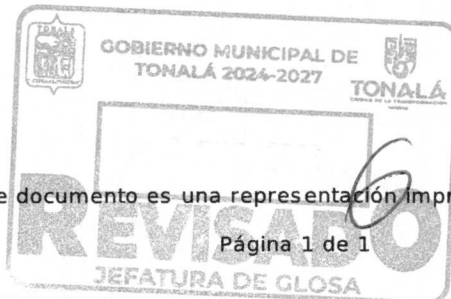 GOBIERNO MUNICIPAL DE
TONALÁ 2024-2027
TONALÁ
e documento es una representación impr
REVISADO
Página 1 de 1
JEFATURA DE GLOSA